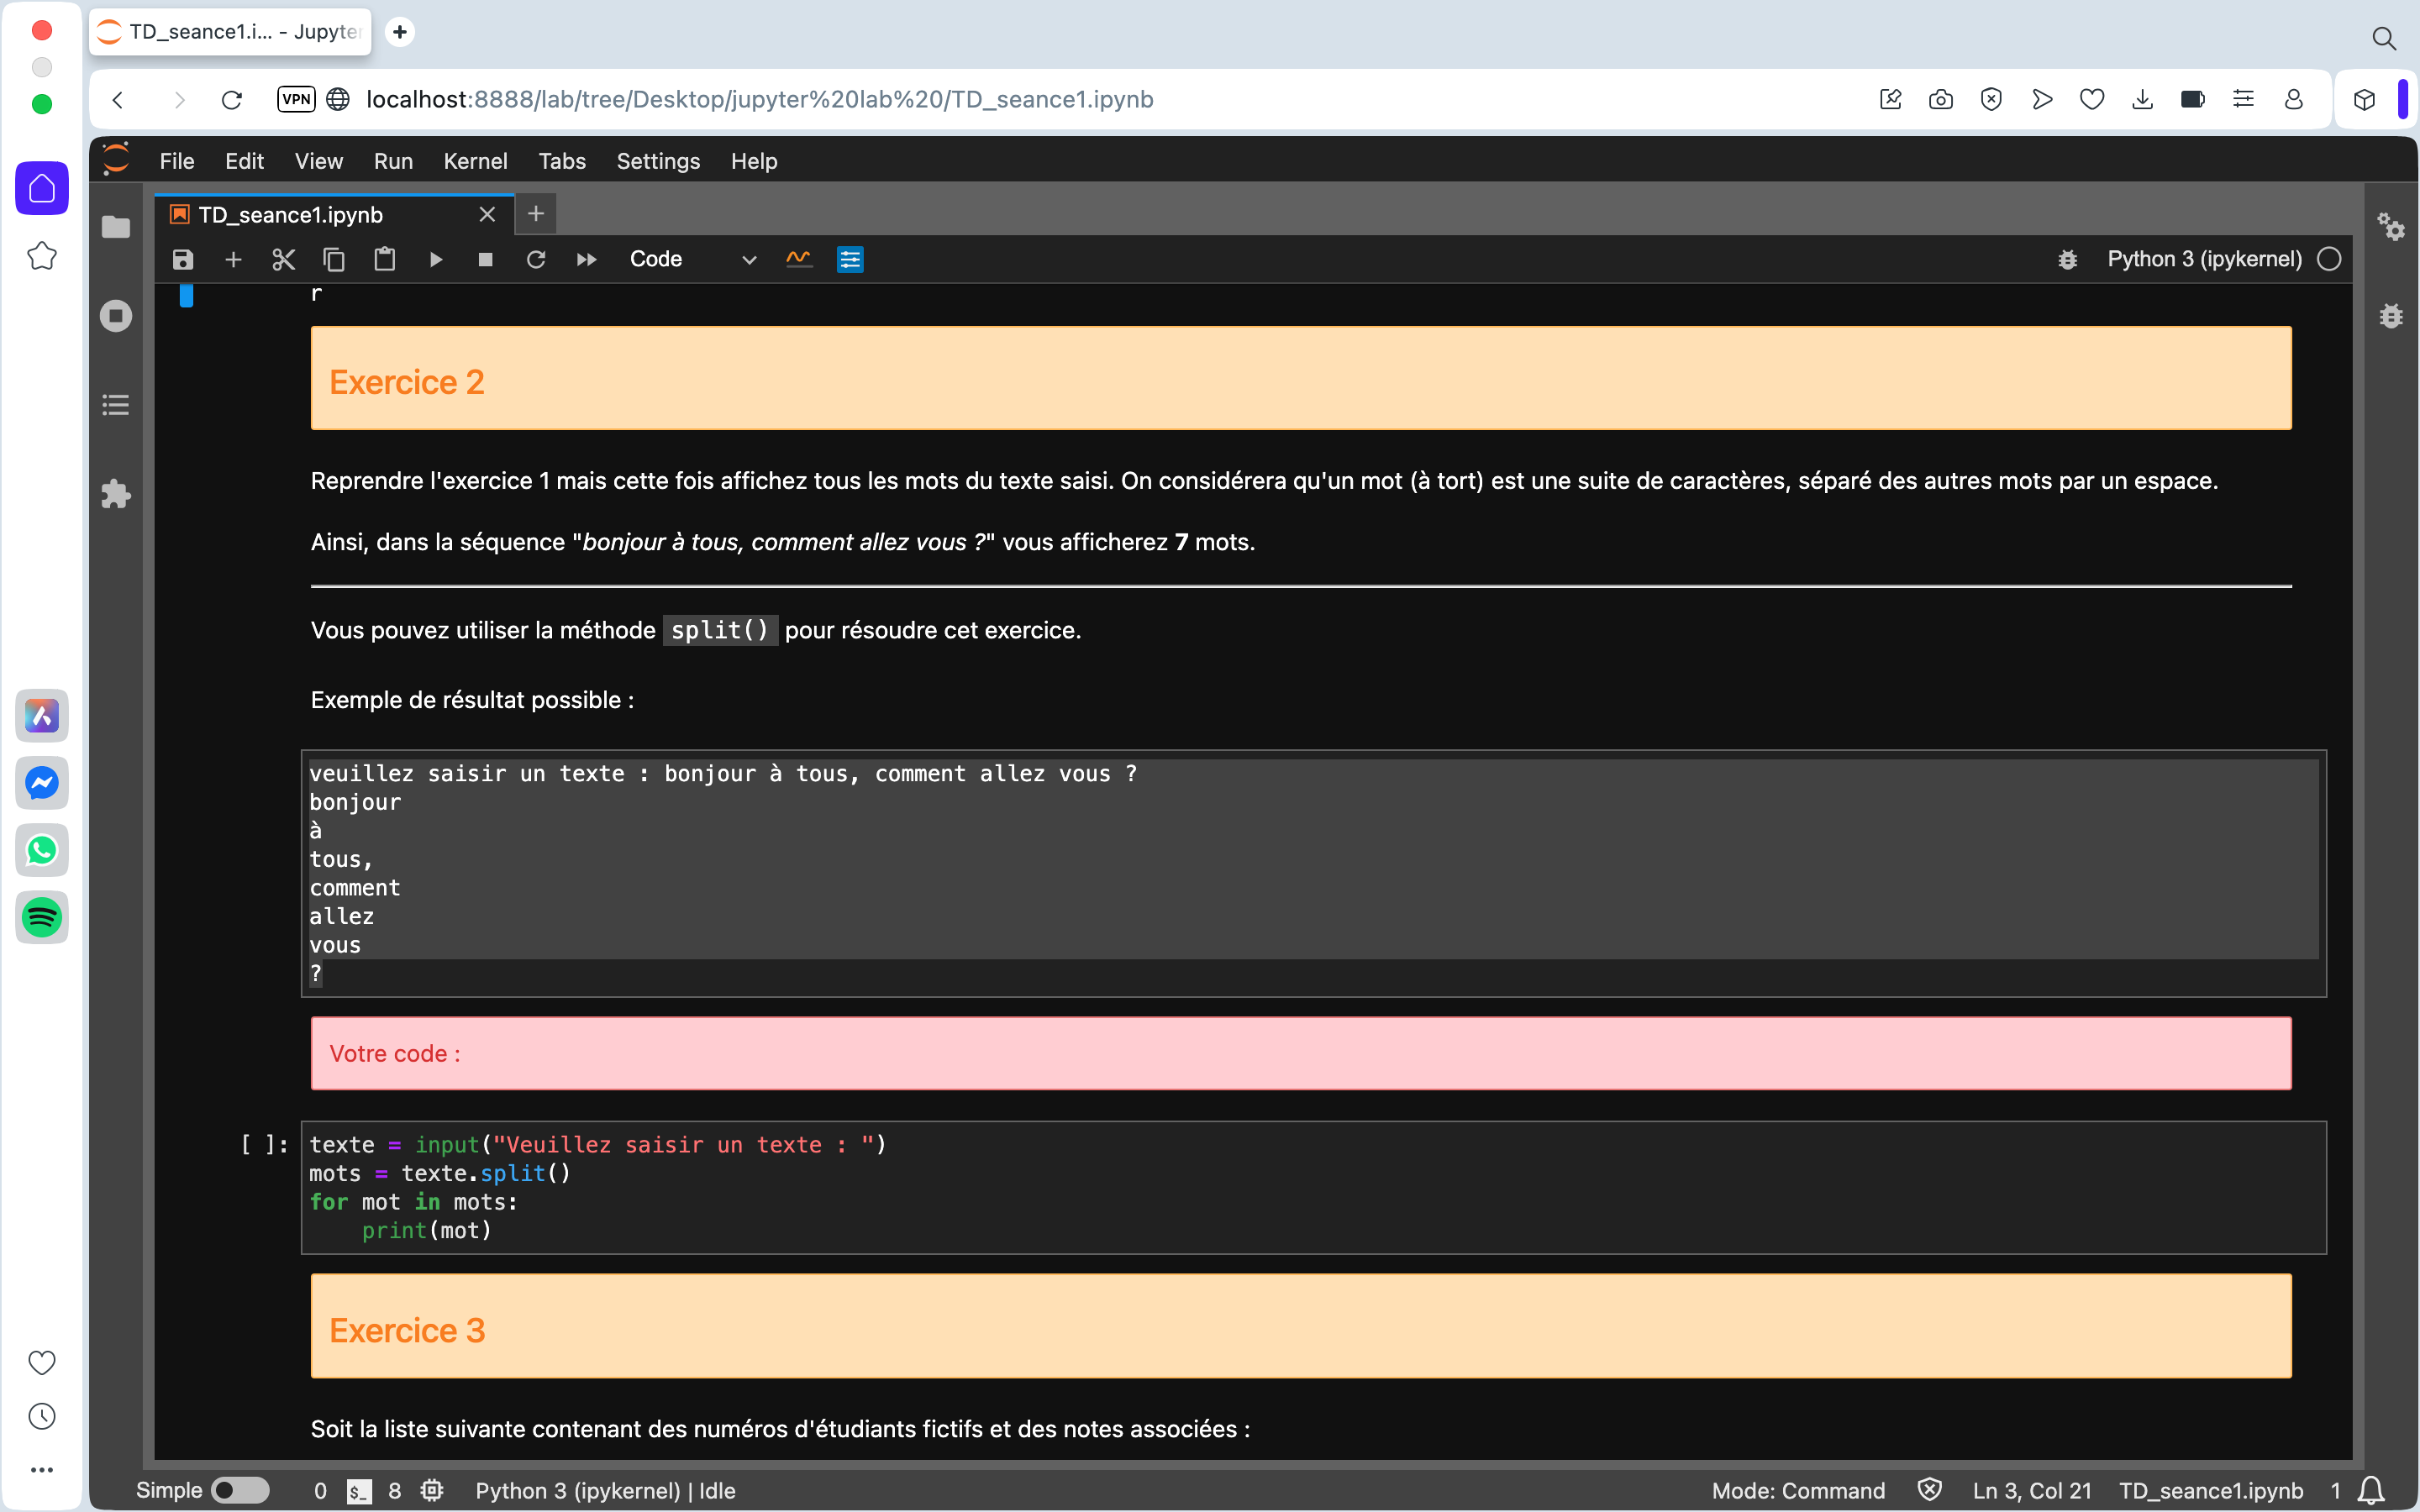 TD_seance1.i... - Jupyte
VPN
localhost:8888/lab/tree/Desktop/jupyter%20lab%20/TD_seance1.ipynb
File Edit View Run Kernel Tabs Settings Help
TD_seance1.ipynb
Code
Python 3 (ipykernel)
r
Exercice 2
Reprendre l'exercice 1 mais cette fois affichez tous les mots du texte saisi. On considérera qu'un mot (à tort) est une suite de caractères, séparé des autres mots par un espace.
Ainsi, dans la séquence "bonjour à tous, comment allez vous ?" vous afficherez 7 mots.
Vous pouvez utiliser la méthode split() pour résoudre cet exercice.
Exemple de résultat possible :
veuillez saisir un texte : bonjour à tous, comment allez vous ?
bonjour
à
tous,
comment
allez
vous
?
Votre code :
[ ]: texte = input("Veuillez saisir un texte : ")
mots = texte.split()
for mot in mots:
    print(mot)
Exercice 3
Soit la liste suivante contenant des numéros d'étudiants fictifs et des notes associées :
Simple 0 $_ 8 Python 3 (ipykernel) | Idle Mode: Command Ln 3, Col 21 TD_seance1.ipynb 1